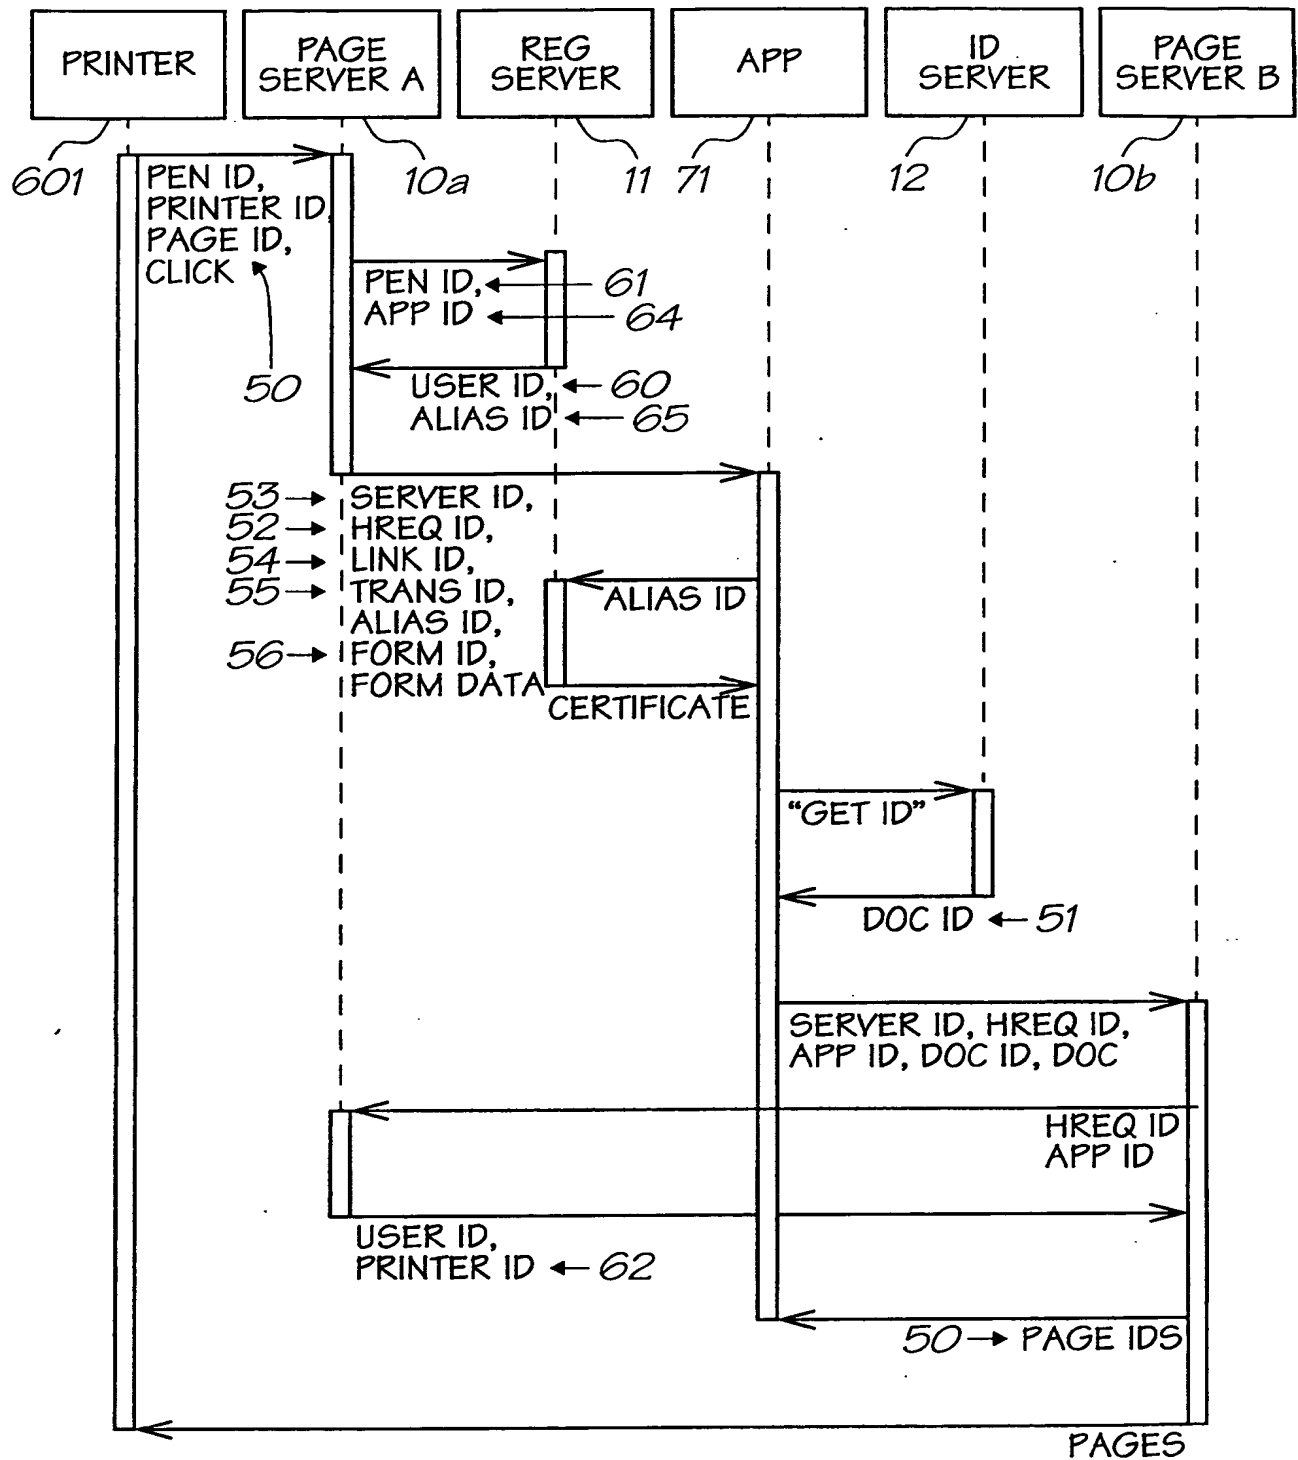 PRINTER
PAGE
SERVER A
REG
SERVER
APP
ID
SERVER
PAGE
SERVER B
601
10a
11
71
12
10b
PEN ID,
PRINTER ID,
PAGE ID,
CLICK
50
PEN ID,
61
APP ID
64
USER ID,
60
ALIAS ID
65
53
SERVER ID,
52
HREQ ID,
54
LINK ID,
55
TRANS ID,
ALIAS ID,
56
FORM ID,
FORM DATA
ALIAS ID
CERTIFICATE
“GET ID”
DOC ID
51
SERVER ID, HREQ ID,
APP ID, DOC ID, DOC
HREQ ID
APP ID
USER ID,
PRINTER ID
62
50
PAGE IDS
PAGES